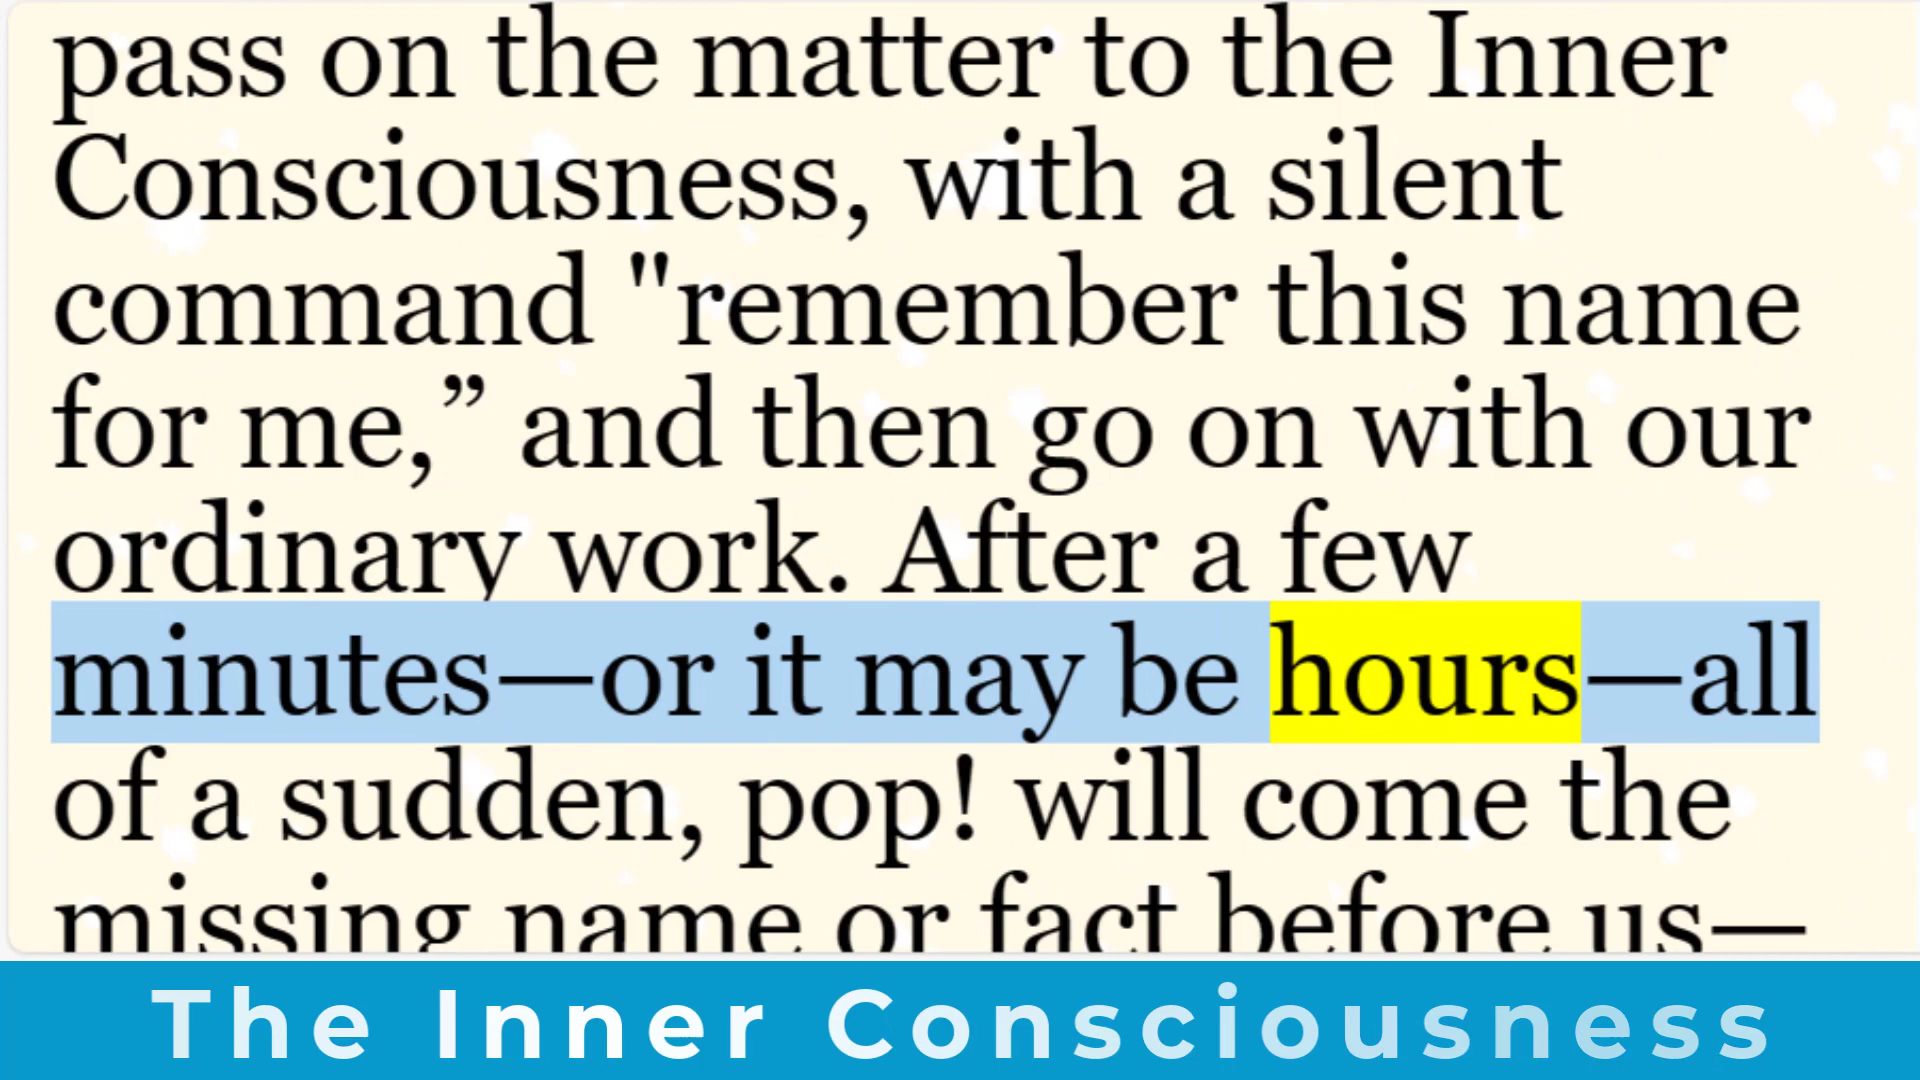 pass on the matter to the Inner
Consciousness, with a silent
command "remember this name
for me,” and then go on with our
ordinary work. After a few
minutes—or it may be hours—all
of a sudden, pop! will come the
missing name or fact before us—
The Inner Consciousness